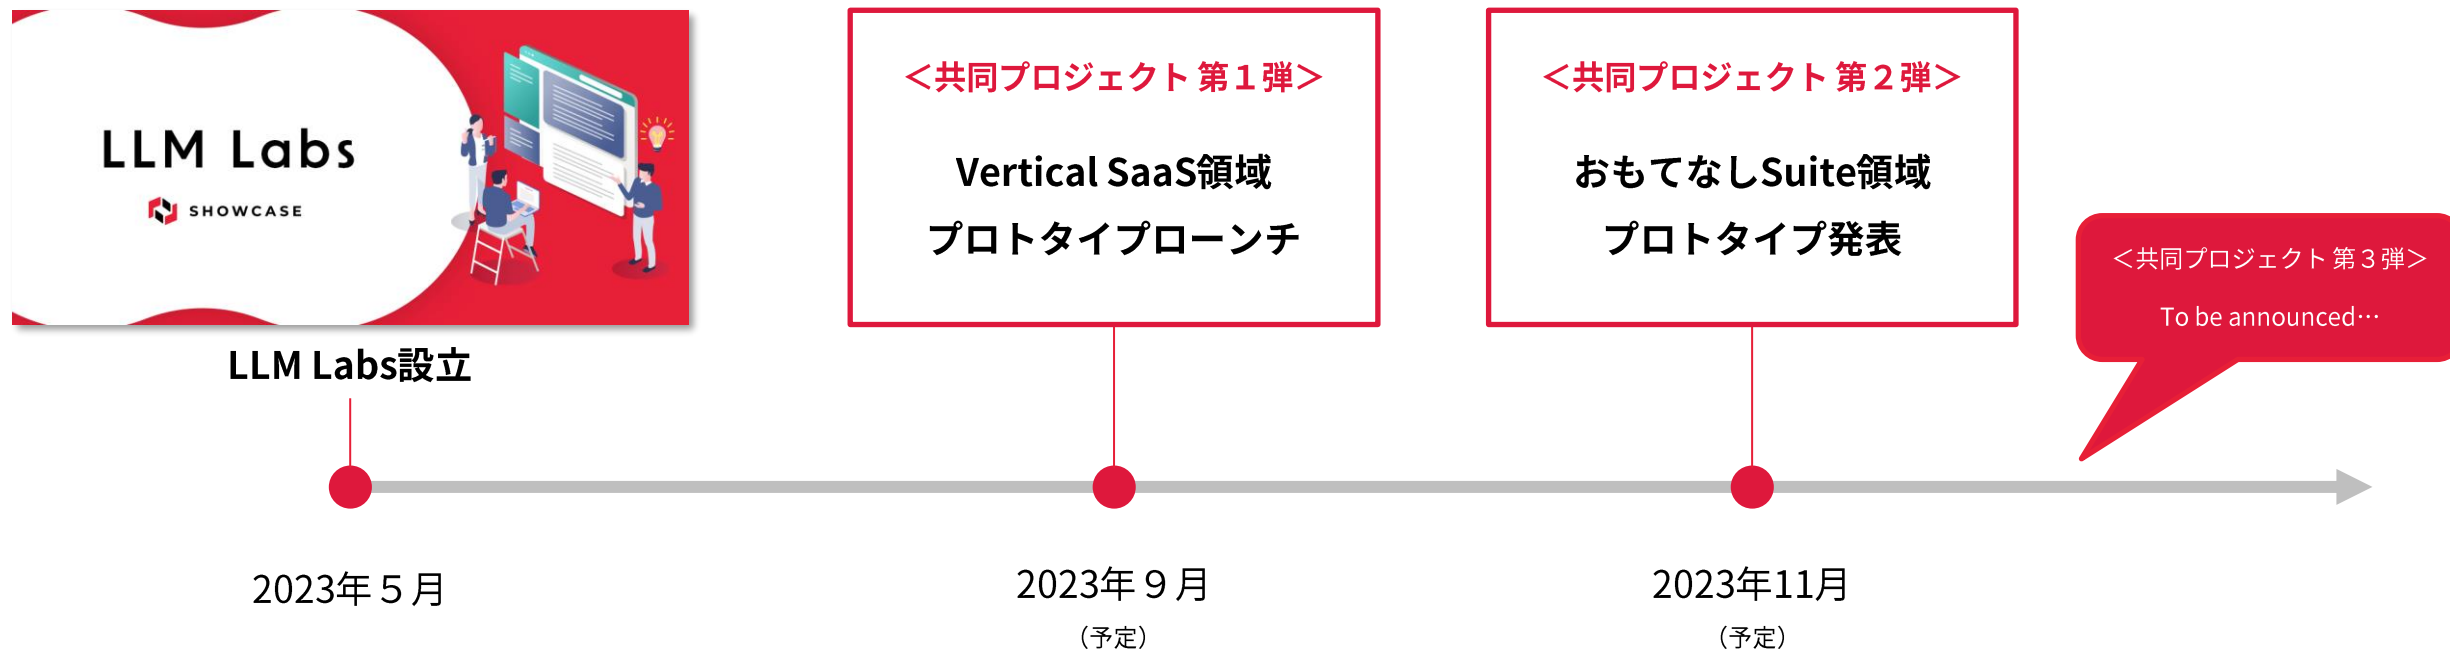 LLM Labs
SHOWCASE
LLM Labs設立
2023年５月
＜共同プロジェクト 第１弾＞
Vertical SaaS領域
プロトタイプローンチ
2023年９月
（予定）
＜共同プロジェクト 第２弾＞
おもてなしSuite領域
プロトタイプ発表
2023年11月
（予定）
＜共同プロジェクト 第３弾＞
To be announced…